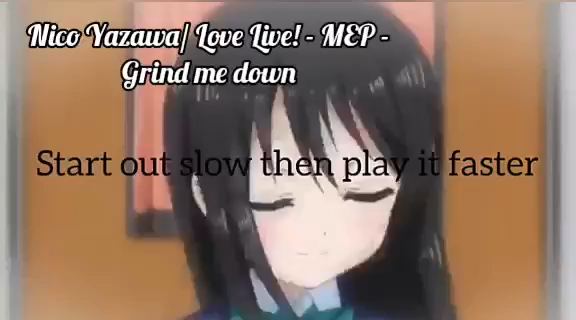 Nico Yazawa/ Love Live! - MEP -
Grind me down
Start out slow then play it faster